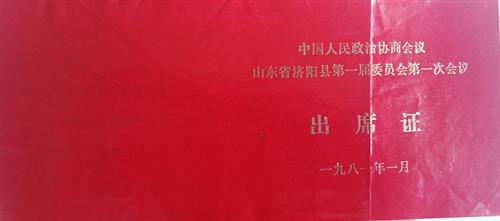 中国人民政治协商会议
山东省济阳县第一届委员会第一次会议
出席证
一九八一年一月